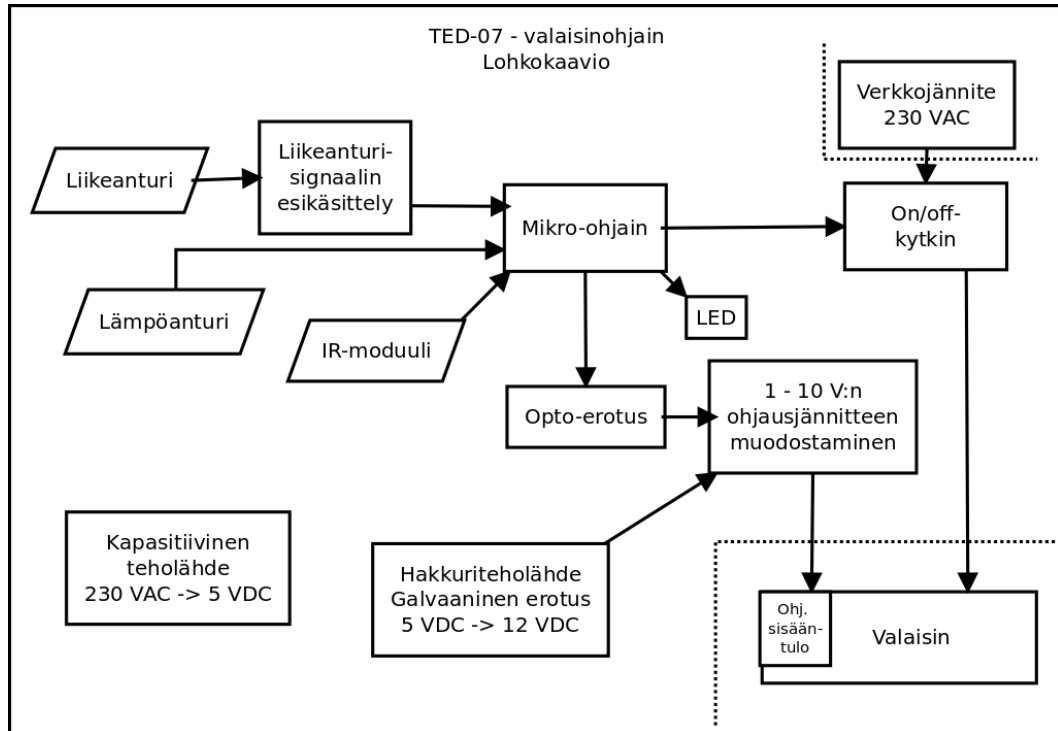 TED-07 - valaisinohjain
Lohkokaavio
Verkkojännite
230 VAC
Liikeanturi
Liikeanturi-
signaalin
esikäsittely
Mikro-ohjain
On/off-
kytkin
Lämpöanturi
IR-moduuli
LED
Opto-erotus
1 - 10 V:n
ohjausjännitteen
muodostaminen
Kapasitiivinen
teholähde
230 VAC -> 5 VDC
Hakkuriteholähde
Galvaaninen erotus
5 VDC -> 12 VDC
Ohj.
sisään-
tulo
Valaisin